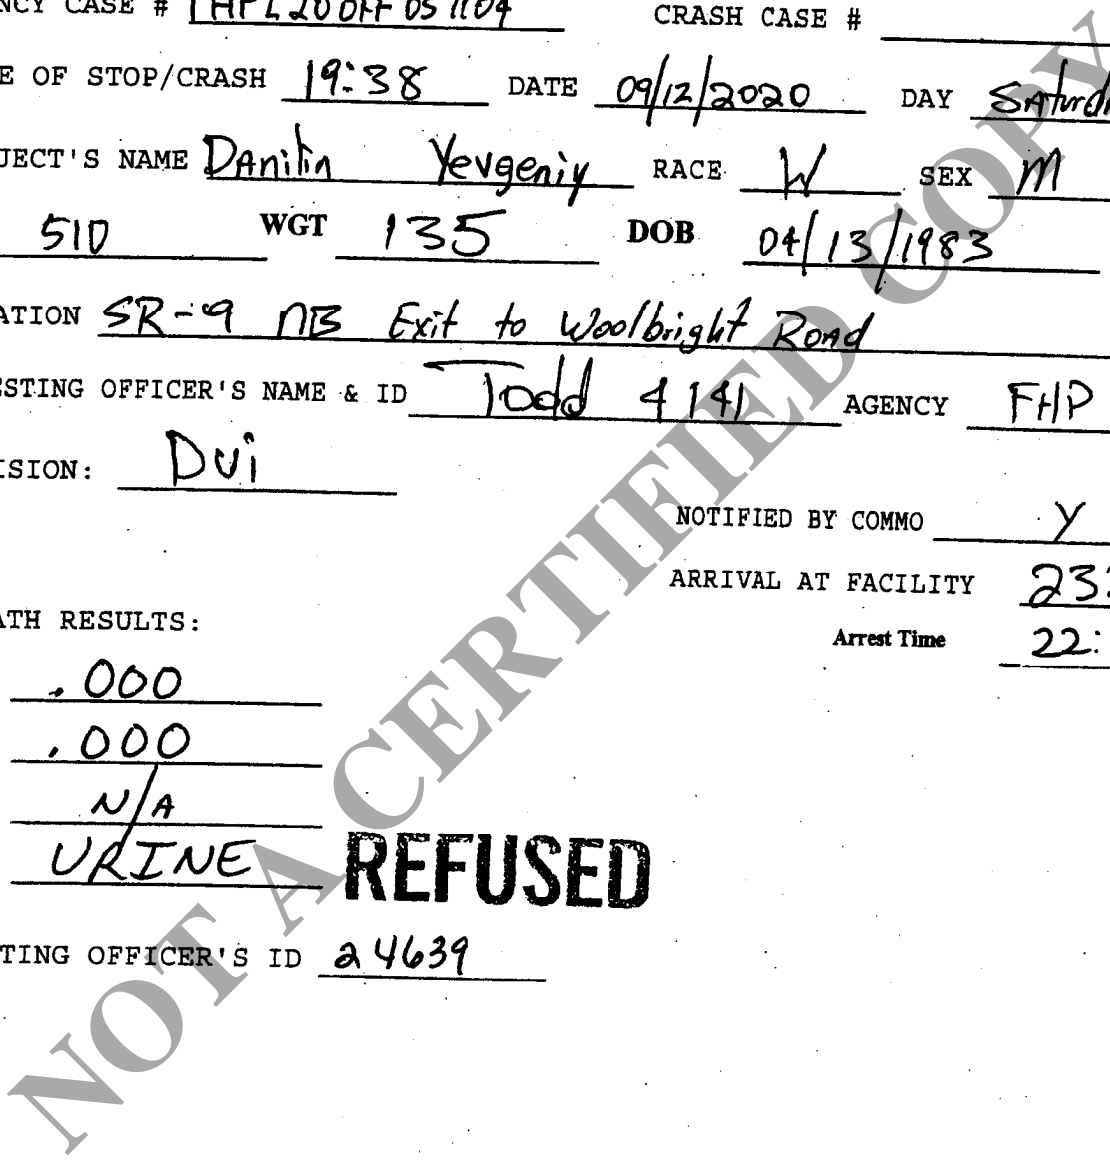 NCY CASE # FHPL20OFF051104
CRASH CASE #
E OF STOP/CRASH 19:38 DATE 09/12/2020 DAY Saturd
JECT'S NAME Danilin Yevgeniy RACE W SEX M
510 WGT 135 DOB 04/13/1983
ATION SR-9 NB Exit to Woolbright Road
ESTING OFFICER'S NAME & ID Todd 4141 AGENCY FHP
ISION: DUi
NOTIFIED BY COMMO Y
ARRIVAL AT FACILITY 23:
Arrest Time 22:
ATH RESULTS:
.000
.000
N/A
URINE REFUSED
TING OFFICER'S ID 24639
NOT A CERTIFIED COPY